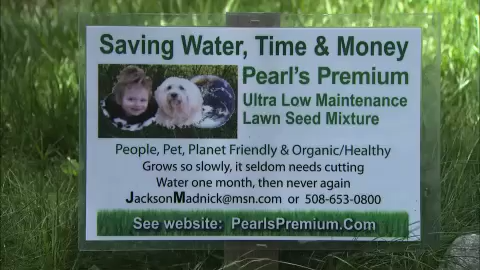 Saving Water, Time & Money
Pearl's Premium
Ultra Low Maintenance
Lawn Seed Mixture
People, Pet, Planet Friendly & Organic/Healthy
Grows so slowly, it seldom needs cutting
Water one month, then never again
JacksonMadnick@msn.com or 508-653-0800
See website: PearlsPremium.Com